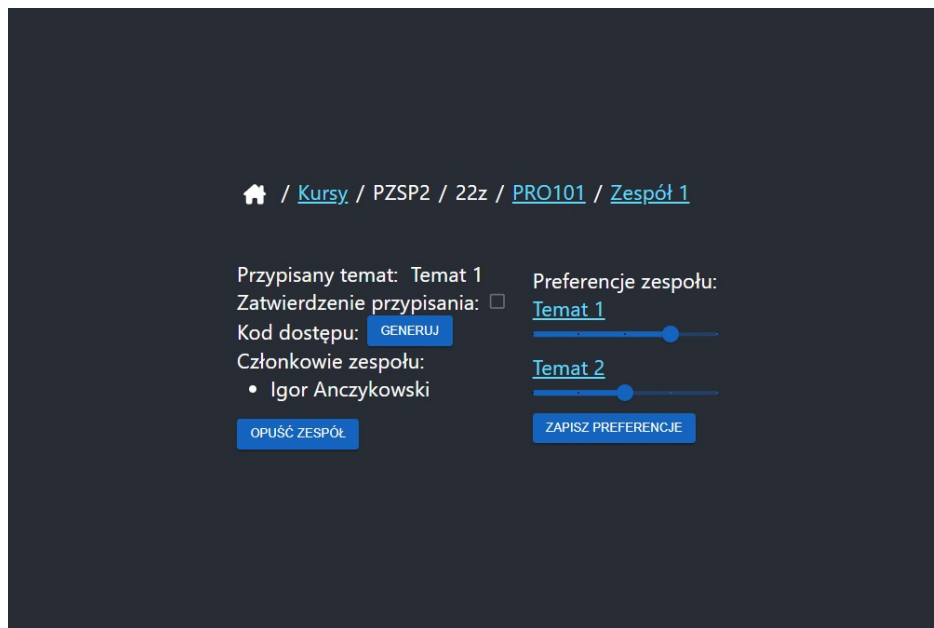 / Kursy / PZSP2 / 22z / PRO101 / Zespół 1
Przypisany temat: Temat 1
Zatwierdzenie przypisania:
Kod dostępu: GENERUJ
Członkowie zespołu:
• Igor Anczykowski
OPUŚĆ ZESPÓŁ
Preferencje zespołu:
Temat 1
Temat 2
ZAPISZ PREFERENCJE